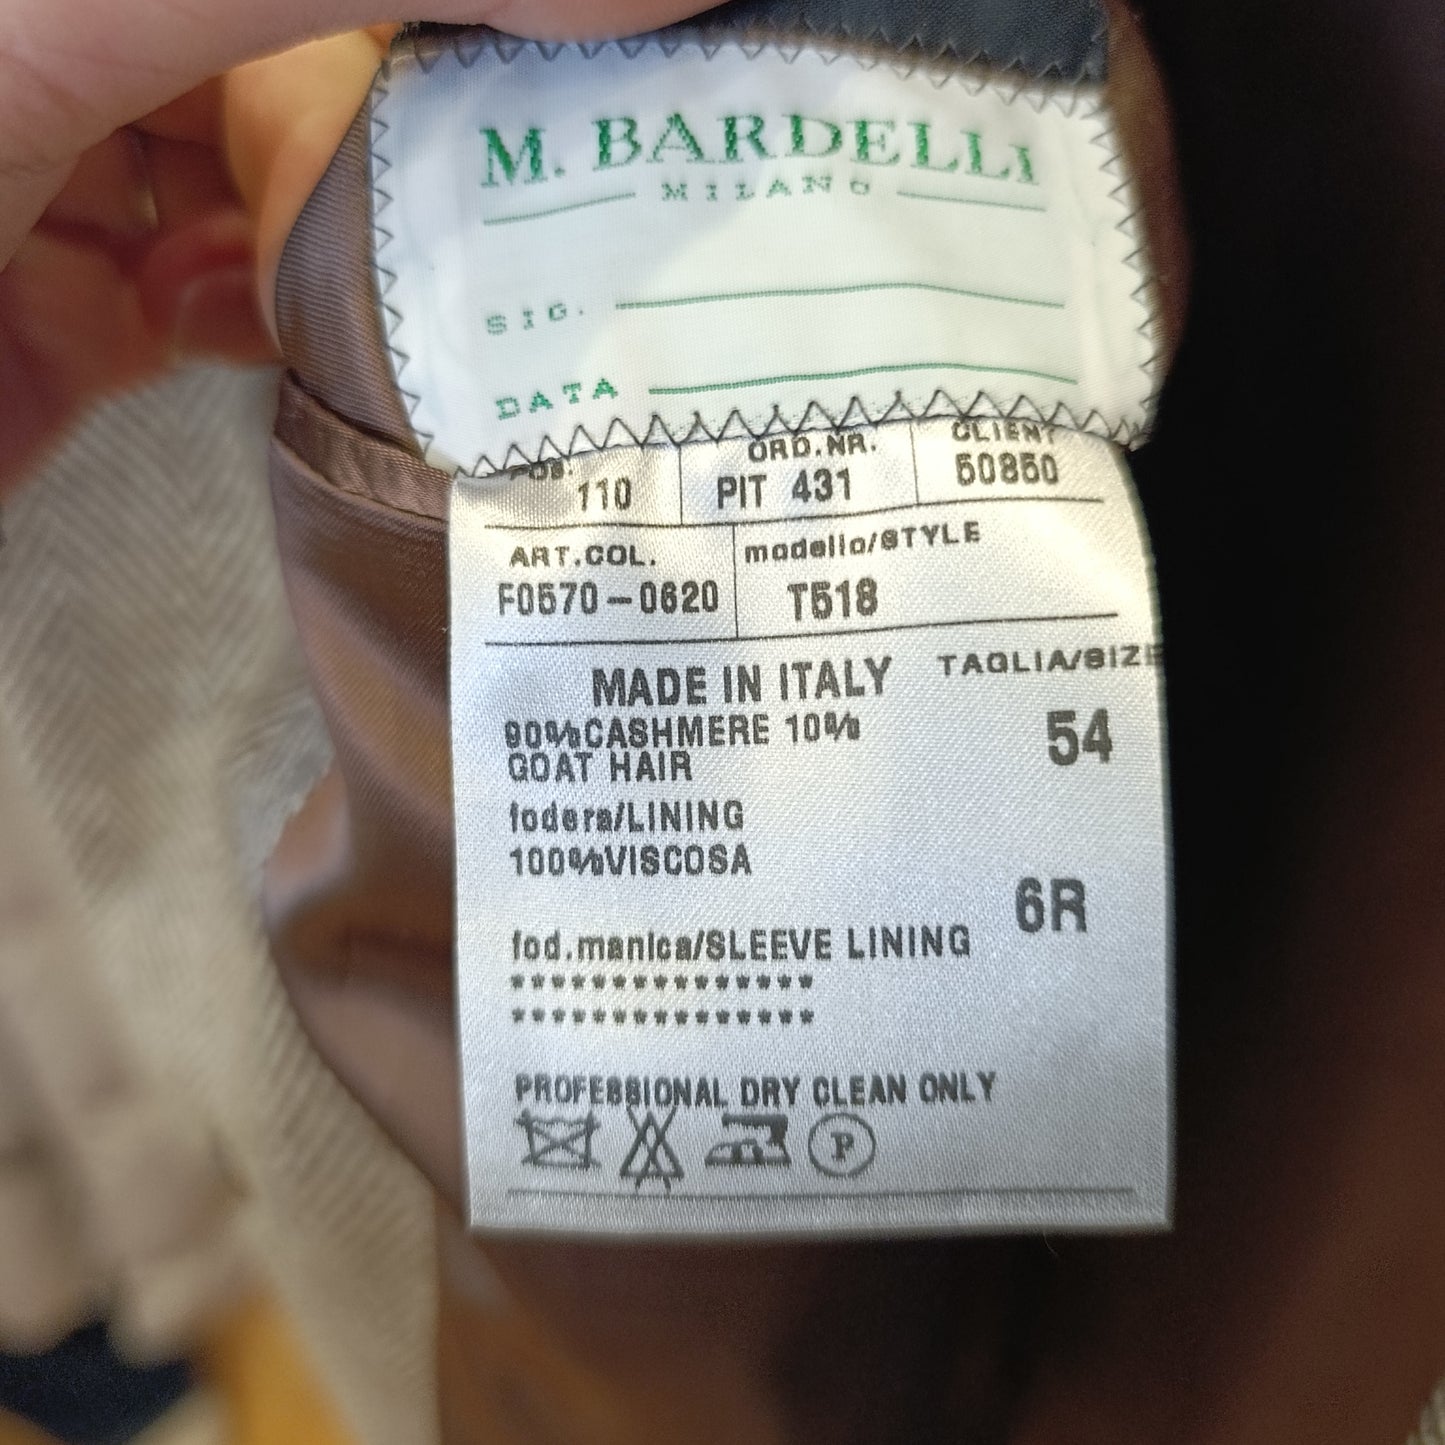 M. BARDELLI
MILANO
SIG.
DATA
POS. ORD.NR. CLIENT
110 PIT 431 50850
ART.COL. modello/STYLE
F0570-0620 T518
MADE IN ITALY TAGLIA/SIZE
90%CASHMERE 10%
GOAT HAIR
54
fodera/LINING
100%VISCOSA
6R
fod.manica/SLEEVE LINING
***************
***************
PROFESSIONAL DRY CLEAN ONLY
P